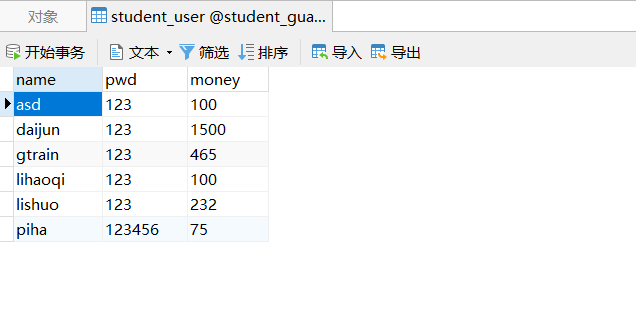 对象 student_user @student_gua...
开始事务 文本 筛选 排序 导入 导出
name pwd money
asd 123 100
daijun 123 1500
gtrain 123 465
lihaoqi 123 100
lishuo 123 232
piha 123456 75